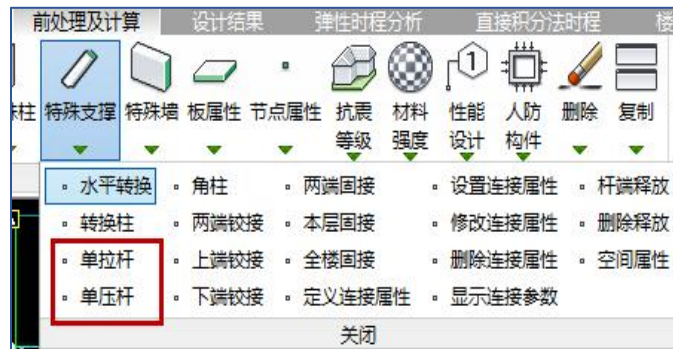 前处理及计算 设计结果 弹性时程分析 直接积分法时程 楼
1
柱 特殊支撑 特殊墙 板属性 节点属性 抗震 材料 性能 人防 删除 复制
等级 强度 设计 构件
水平转换 角柱 两端固接 设置连接属性 杆端释放
转换柱 两端铰接 本层固接 修改连接属性 删除释放
单拉杆 上端铰接 全楼固接 删除连接属性 空间属性
单压杆 下端铰接 定义连接属性 显示连接参数
关闭